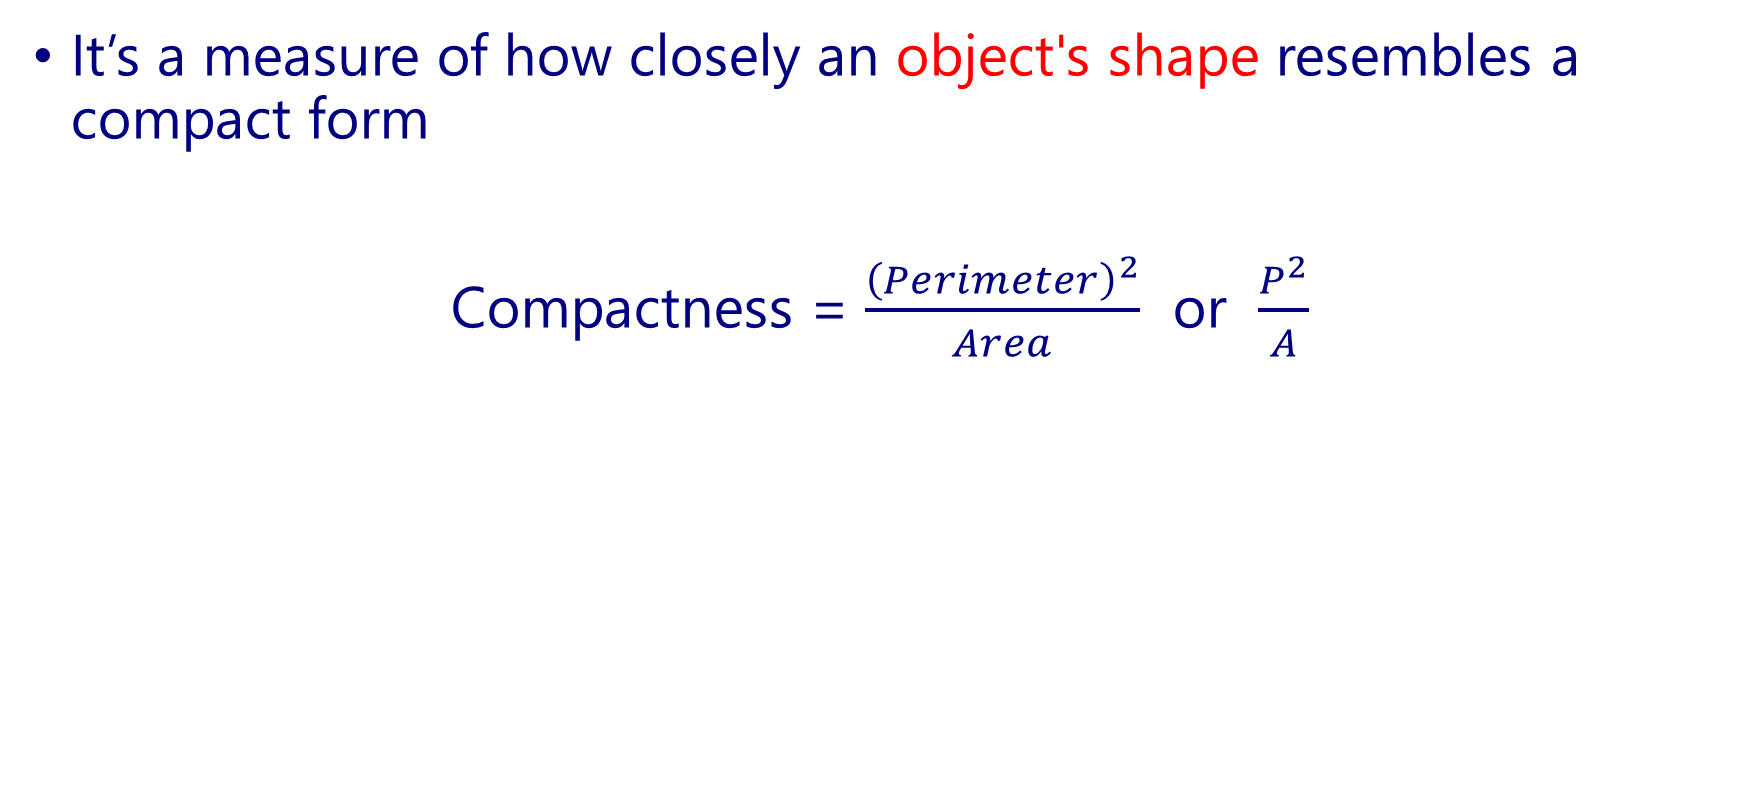 • It’s a measure of how closely an object's shape resembles a
compact form
Compactness = (Perimeter)²/Area or P²/A